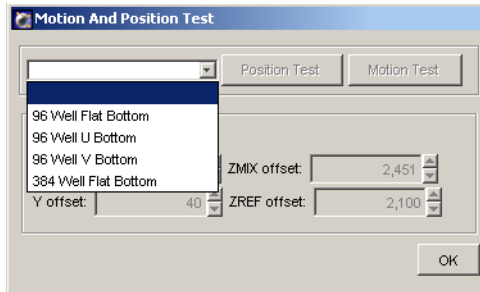 Motion And Position Test
Position Test Motion Test
96 Well Flat Bottom
96 Well U Bottom
96 Well V Bottom
384 Well Flat Bottom
ZMIX offset: 2,451
Y offset: 40 ZREF offset: 2,100
OK